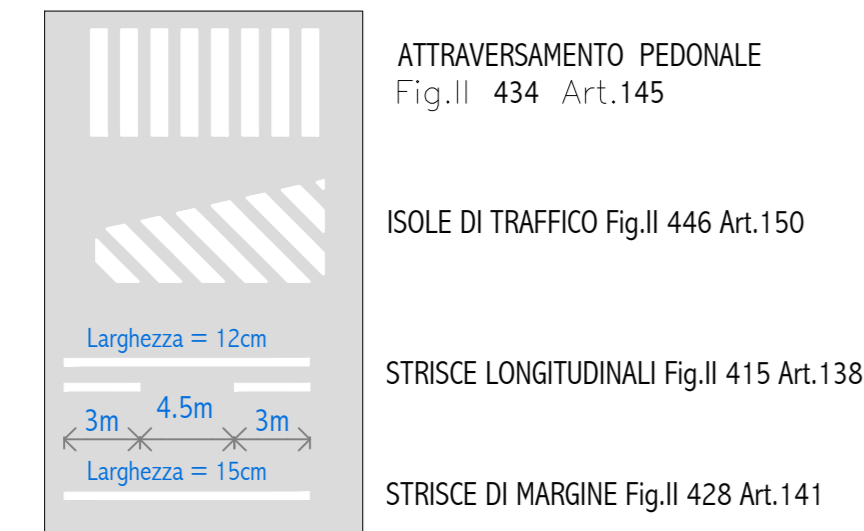 ATTRAVERSAMENTO PEDONALE
Fig.II 434 Art.145
ISOLE DI TRAFFICO Fig.II 446 Art.150
Larghezza = 12cm
STRISCE LONGITUDINALI Fig.II 415 Art.138
3m 4.5m 3m
Larghezza = 15cm
STRISCE DI MARGINE Fig.II 428 Art.141